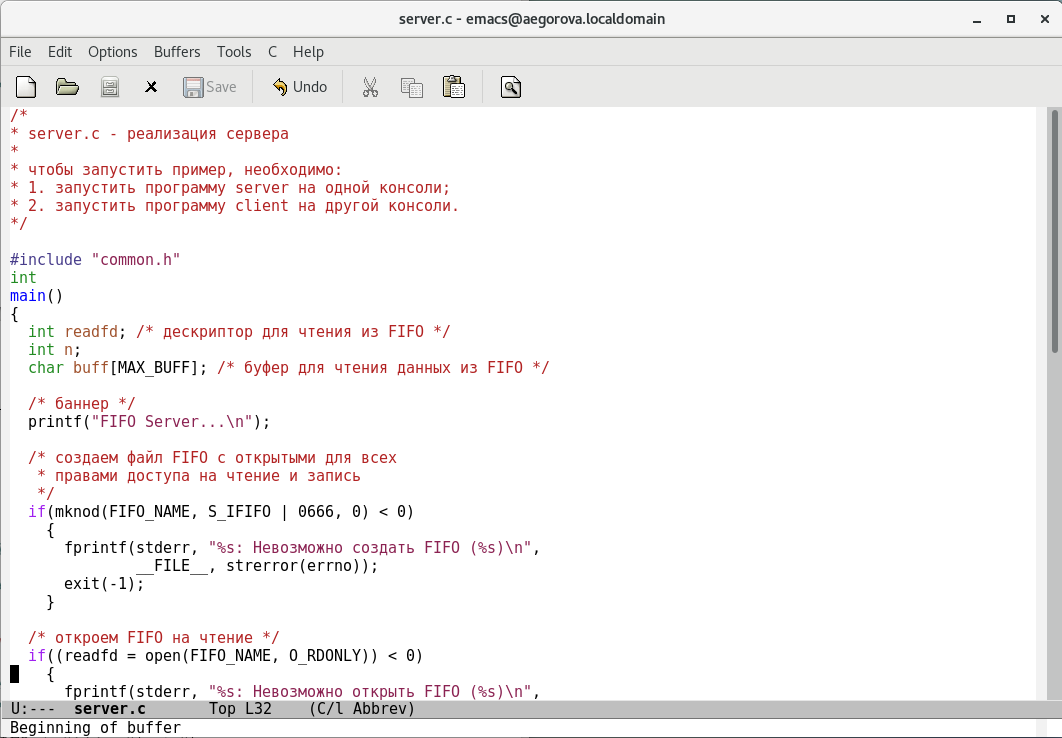 server.c - emacs@aegorova.localdomain
File Edit Options Buffers Tools C Help
Save Undo
/*
* server.c - реализация сервера
*
* чтобы запустить пример, необходимо:
* 1. запустить программу server на одной консоли;
* 2. запустить программу client на другой консоли.
*/

#include "common.h"
int
main()
{
  int readfd; /* дескриптор для чтения из FIFO */
  int n;
  char buff[MAX_BUFF]; /* буфер для чтения данных из FIFO */

  /* баннер */
  printf("FIFO Server...\n");

  /* создаем файл FIFO с открытыми для всех
   * правами доступа на чтение и запись
   */
  if(mknod(FIFO_NAME, S_IFIFO | 0666, 0) < 0)
    {
      fprintf(stderr, "%s: Невозможно создать FIFO (%s)\n",
              __FILE__, strerror(errno));
      exit(-1);
    }

  /* откроем FIFO на чтение */
  if((readfd = open(FIFO_NAME, O_RDONLY)) < 0)
    {
      fprintf(stderr, "%s: Невозможно открыть FIFO (%s)\n",
U:---  server.c       Top L32    (C/l Abbrev)
Beginning of buffer